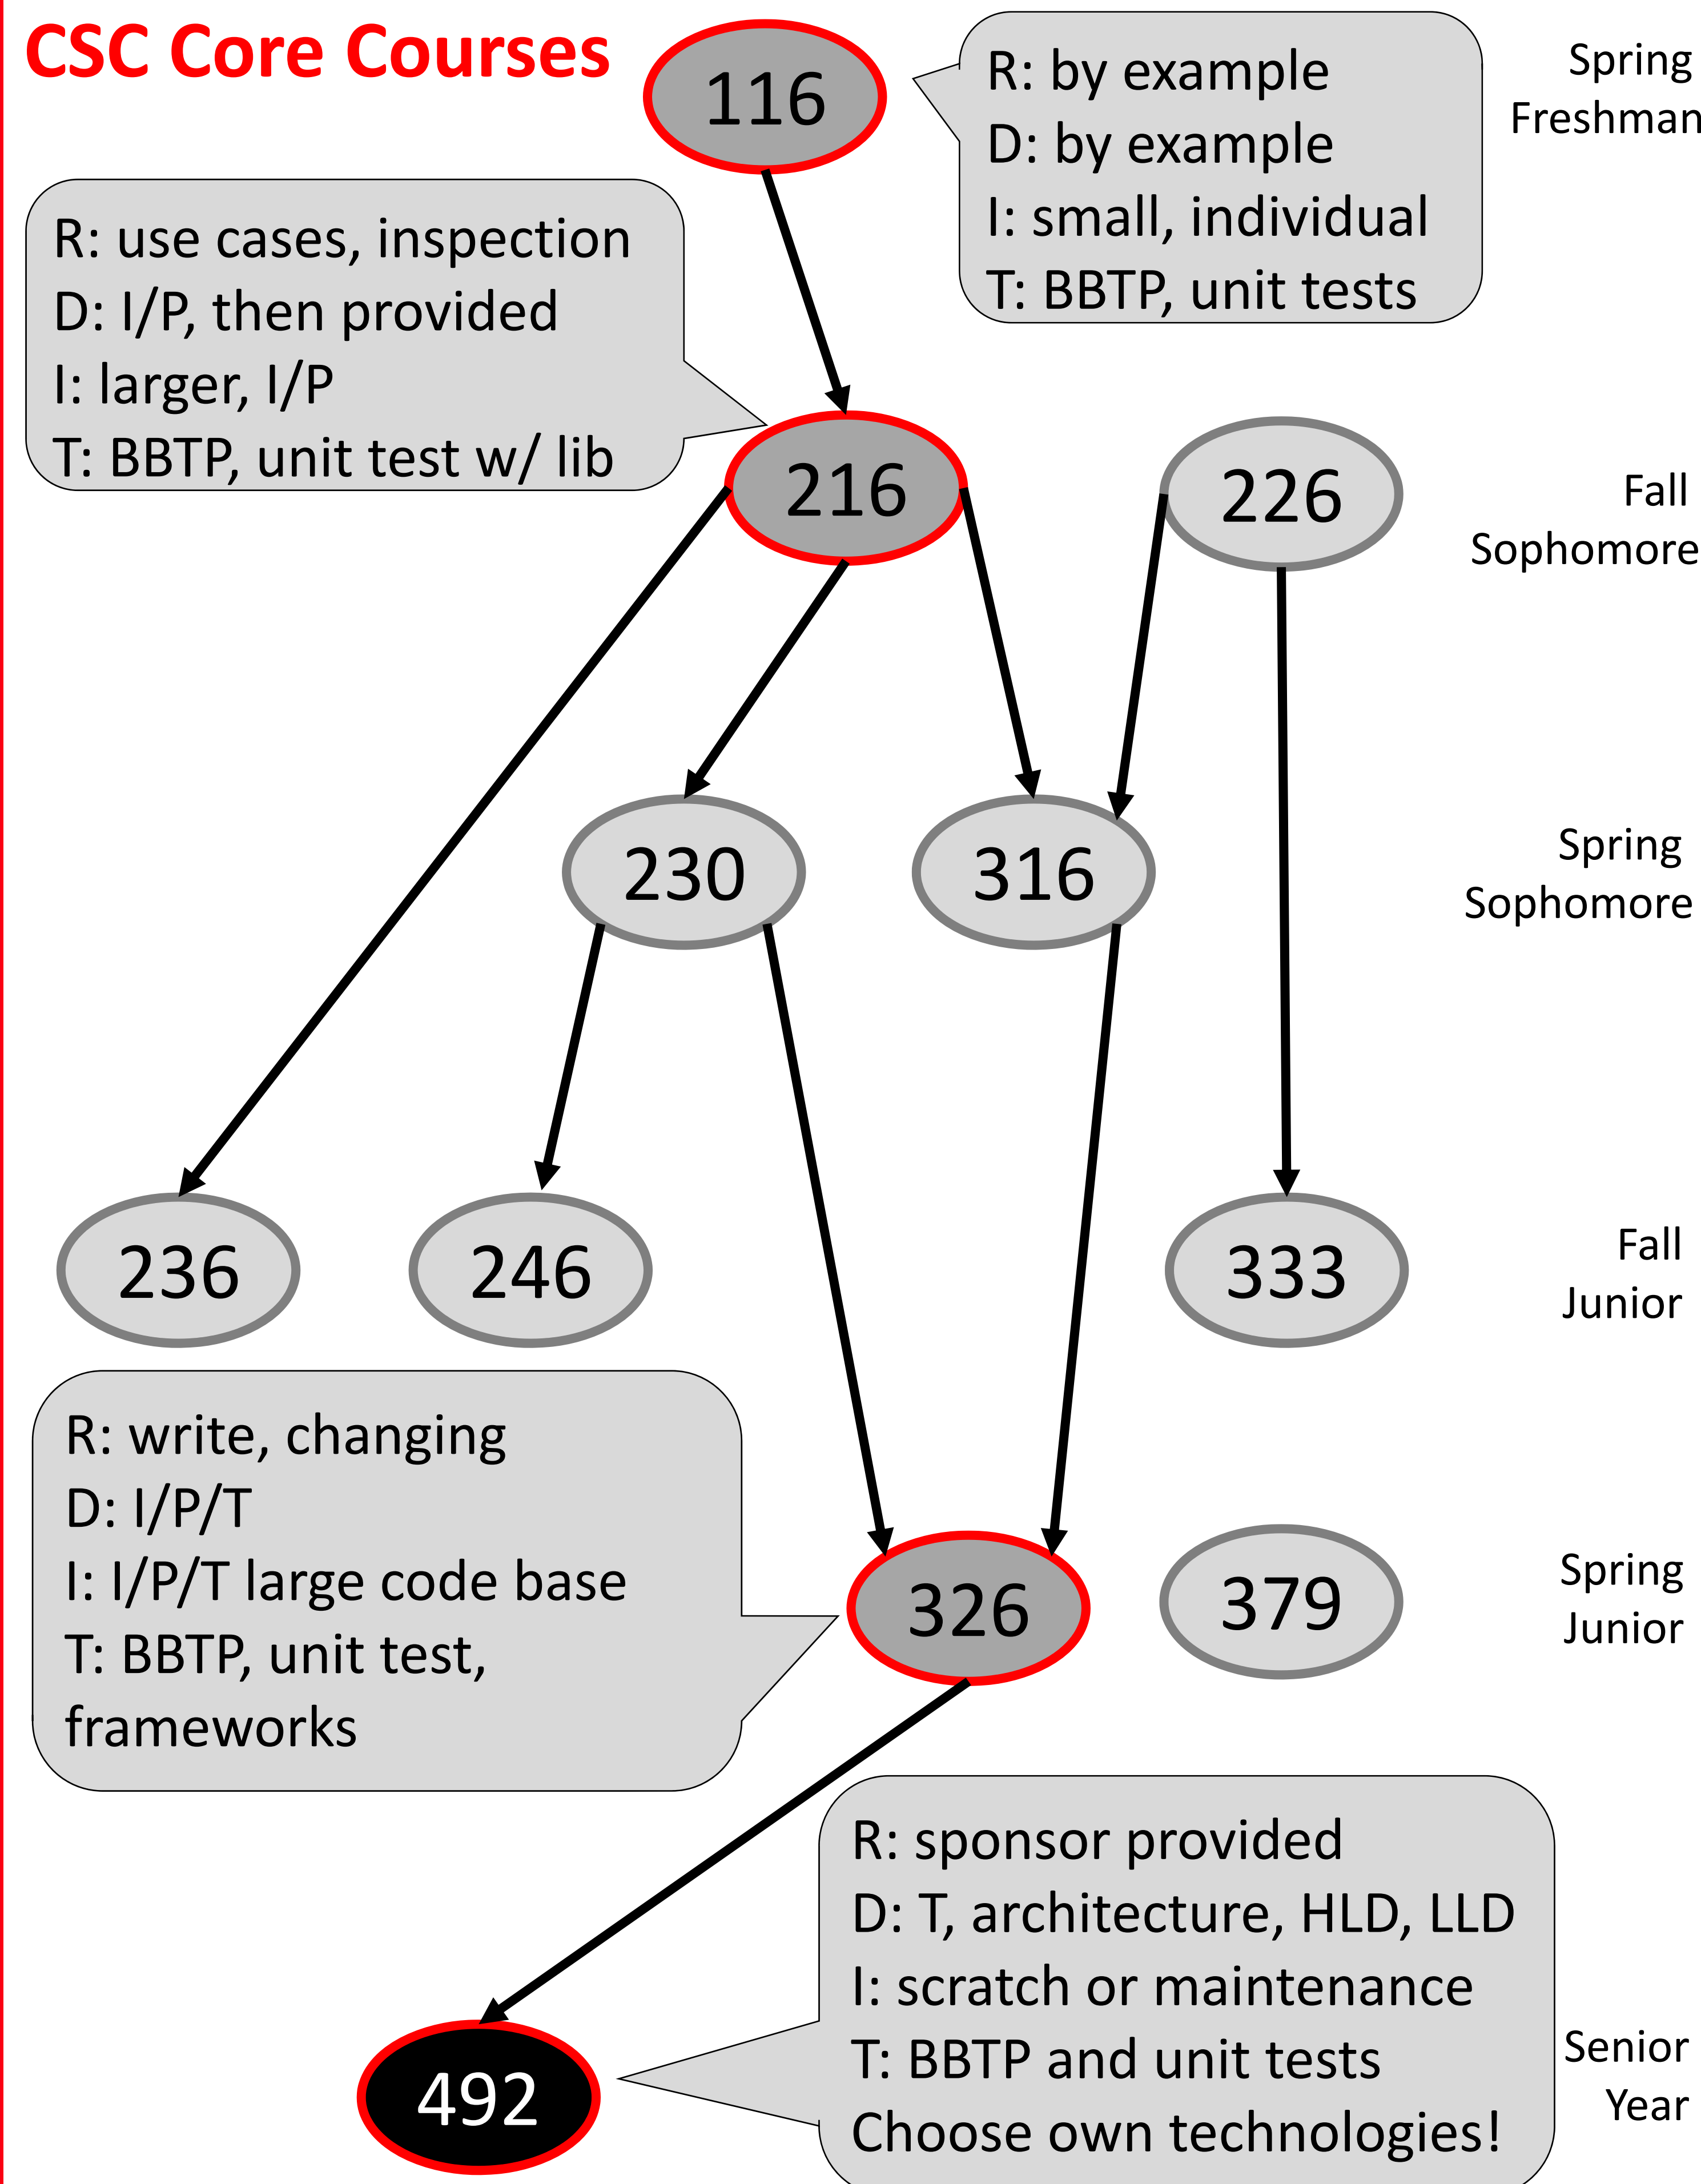 CSC Core Courses
116
R: by example
D: by example
I: small, individual
T: BBTP, unit tests
Spring
Freshman
R: use cases, inspection
D: I/P, then provided
I: larger, I/P
T: BBTP, unit test w/ lib
216
226
Fall
Sophomore
230
316
Spring
Sophomore
236
246
333
Fall
Junior
R: write, changing
D: I/P/T
I: I/P/T large code base
T: BBTP, unit test,
frameworks
326
379
Spring
Junior
R: sponsor provided
D: T, architecture, HLD, LLD
I: scratch or maintenance
T: BBTP and unit tests
Choose own technologies!
492
Senior
Year